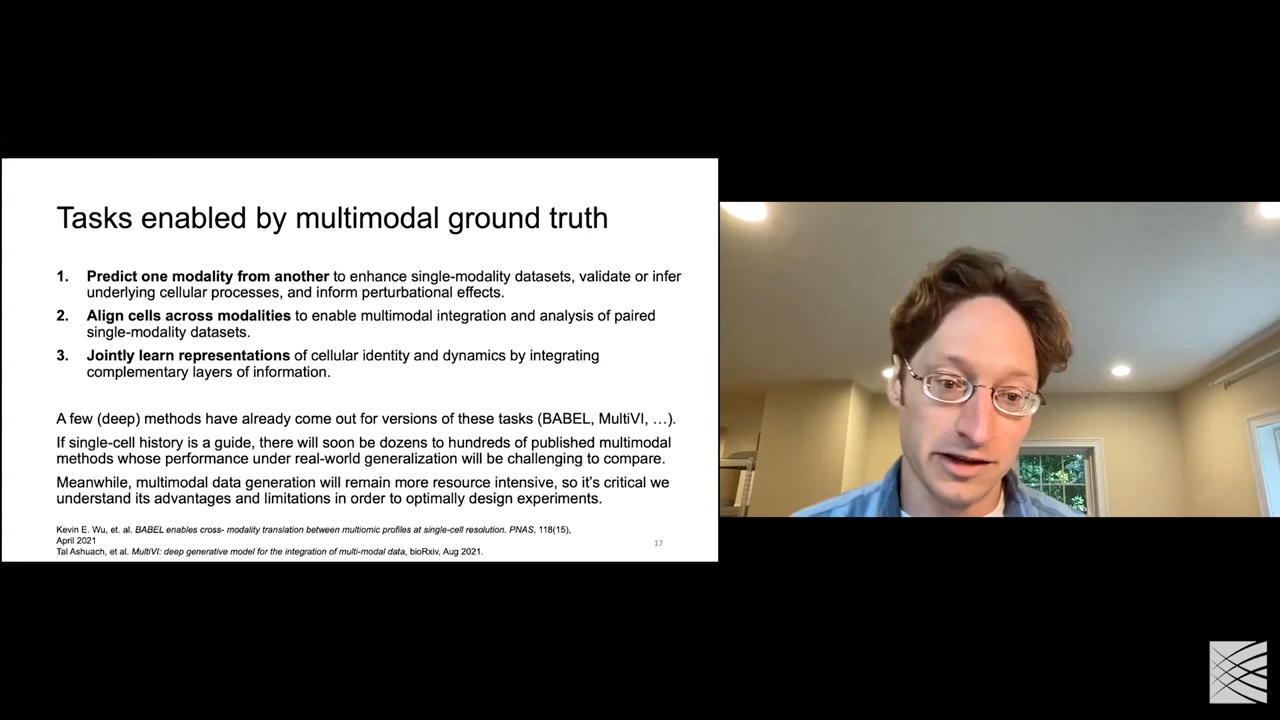 Tasks enabled by multimodal ground truth
1. Predict one modality from another to enhance single-modality datasets, validate or infer
underlying cellular processes, and inform perturbational effects.
2. Align cells across modalities to enable multimodal integration and analysis of paired
single-modality datasets.
3. Jointly learn representations of cellular identity and dynamics by integrating
complementary layers of information.
A few (deep) methods have already come out for versions of these tasks (BABEL, MultiVI, …).
If single-cell history is a guide, there will soon be dozens to hundreds of published multimodal
methods whose performance under real-world generalization will be challenging to compare.
Meanwhile, multimodal data generation will remain more resource intensive, so it's critical we
understand its advantages and limitations in order to optimally design experiments.
Kevin E. Wu, et. al. BABEL enables cross- modality translation between multiomic profiles at single-cell resolution. PNAS, 118(15),
April 2021
Tal Ashuach, et al. MultiVI: deep generative model for the integration of multi-modal data, bioRxiv, Aug 2021.
17